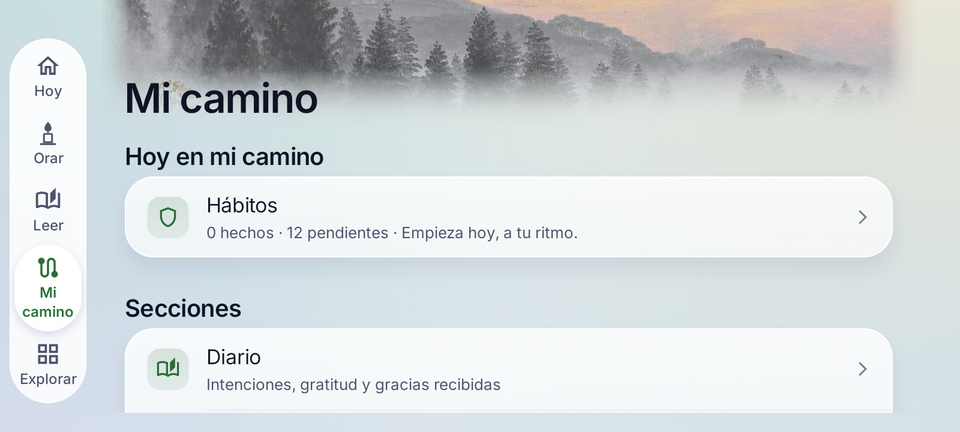 Mi camino
Hoy en mi camino
Hábitos
0 hechos · 12 pendientes · Empieza hoy, a tu ritmo.
Secciones
Diario
Intenciones, gratitud y gracias recibidas
Hoy
Orar
Leer
Mi
camino
Explorar